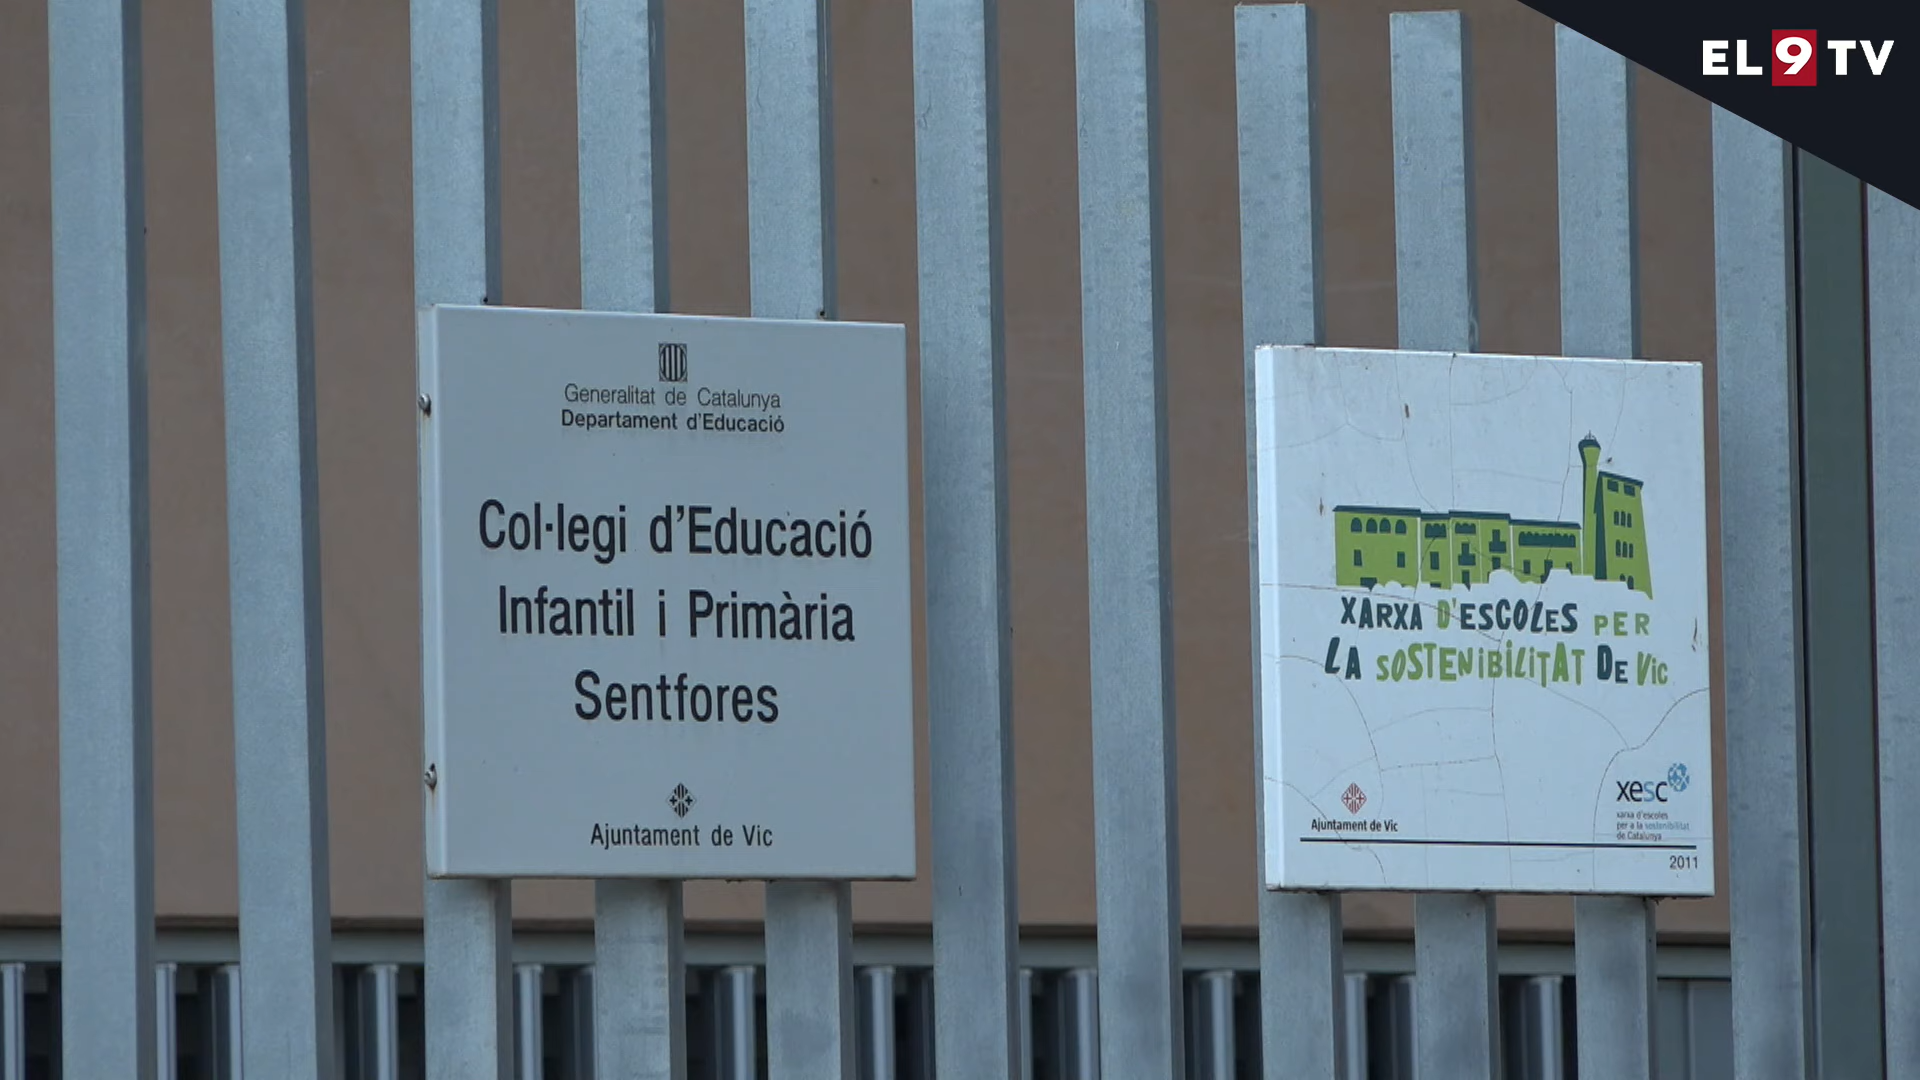 EL 9 TV
Generalitat de Catalunya
Departament d'Educació
Col·legi d'Educació
Infantil i Primària
Sentfores
Ajuntament de Vic
XARXA D'ESCOLES PER
LA SOSTENIBILITAT DE Vic
Ajuntament de Vic
xesc
xarxa d'escoles
per a la sostenibilitat
de Catalunya
2011